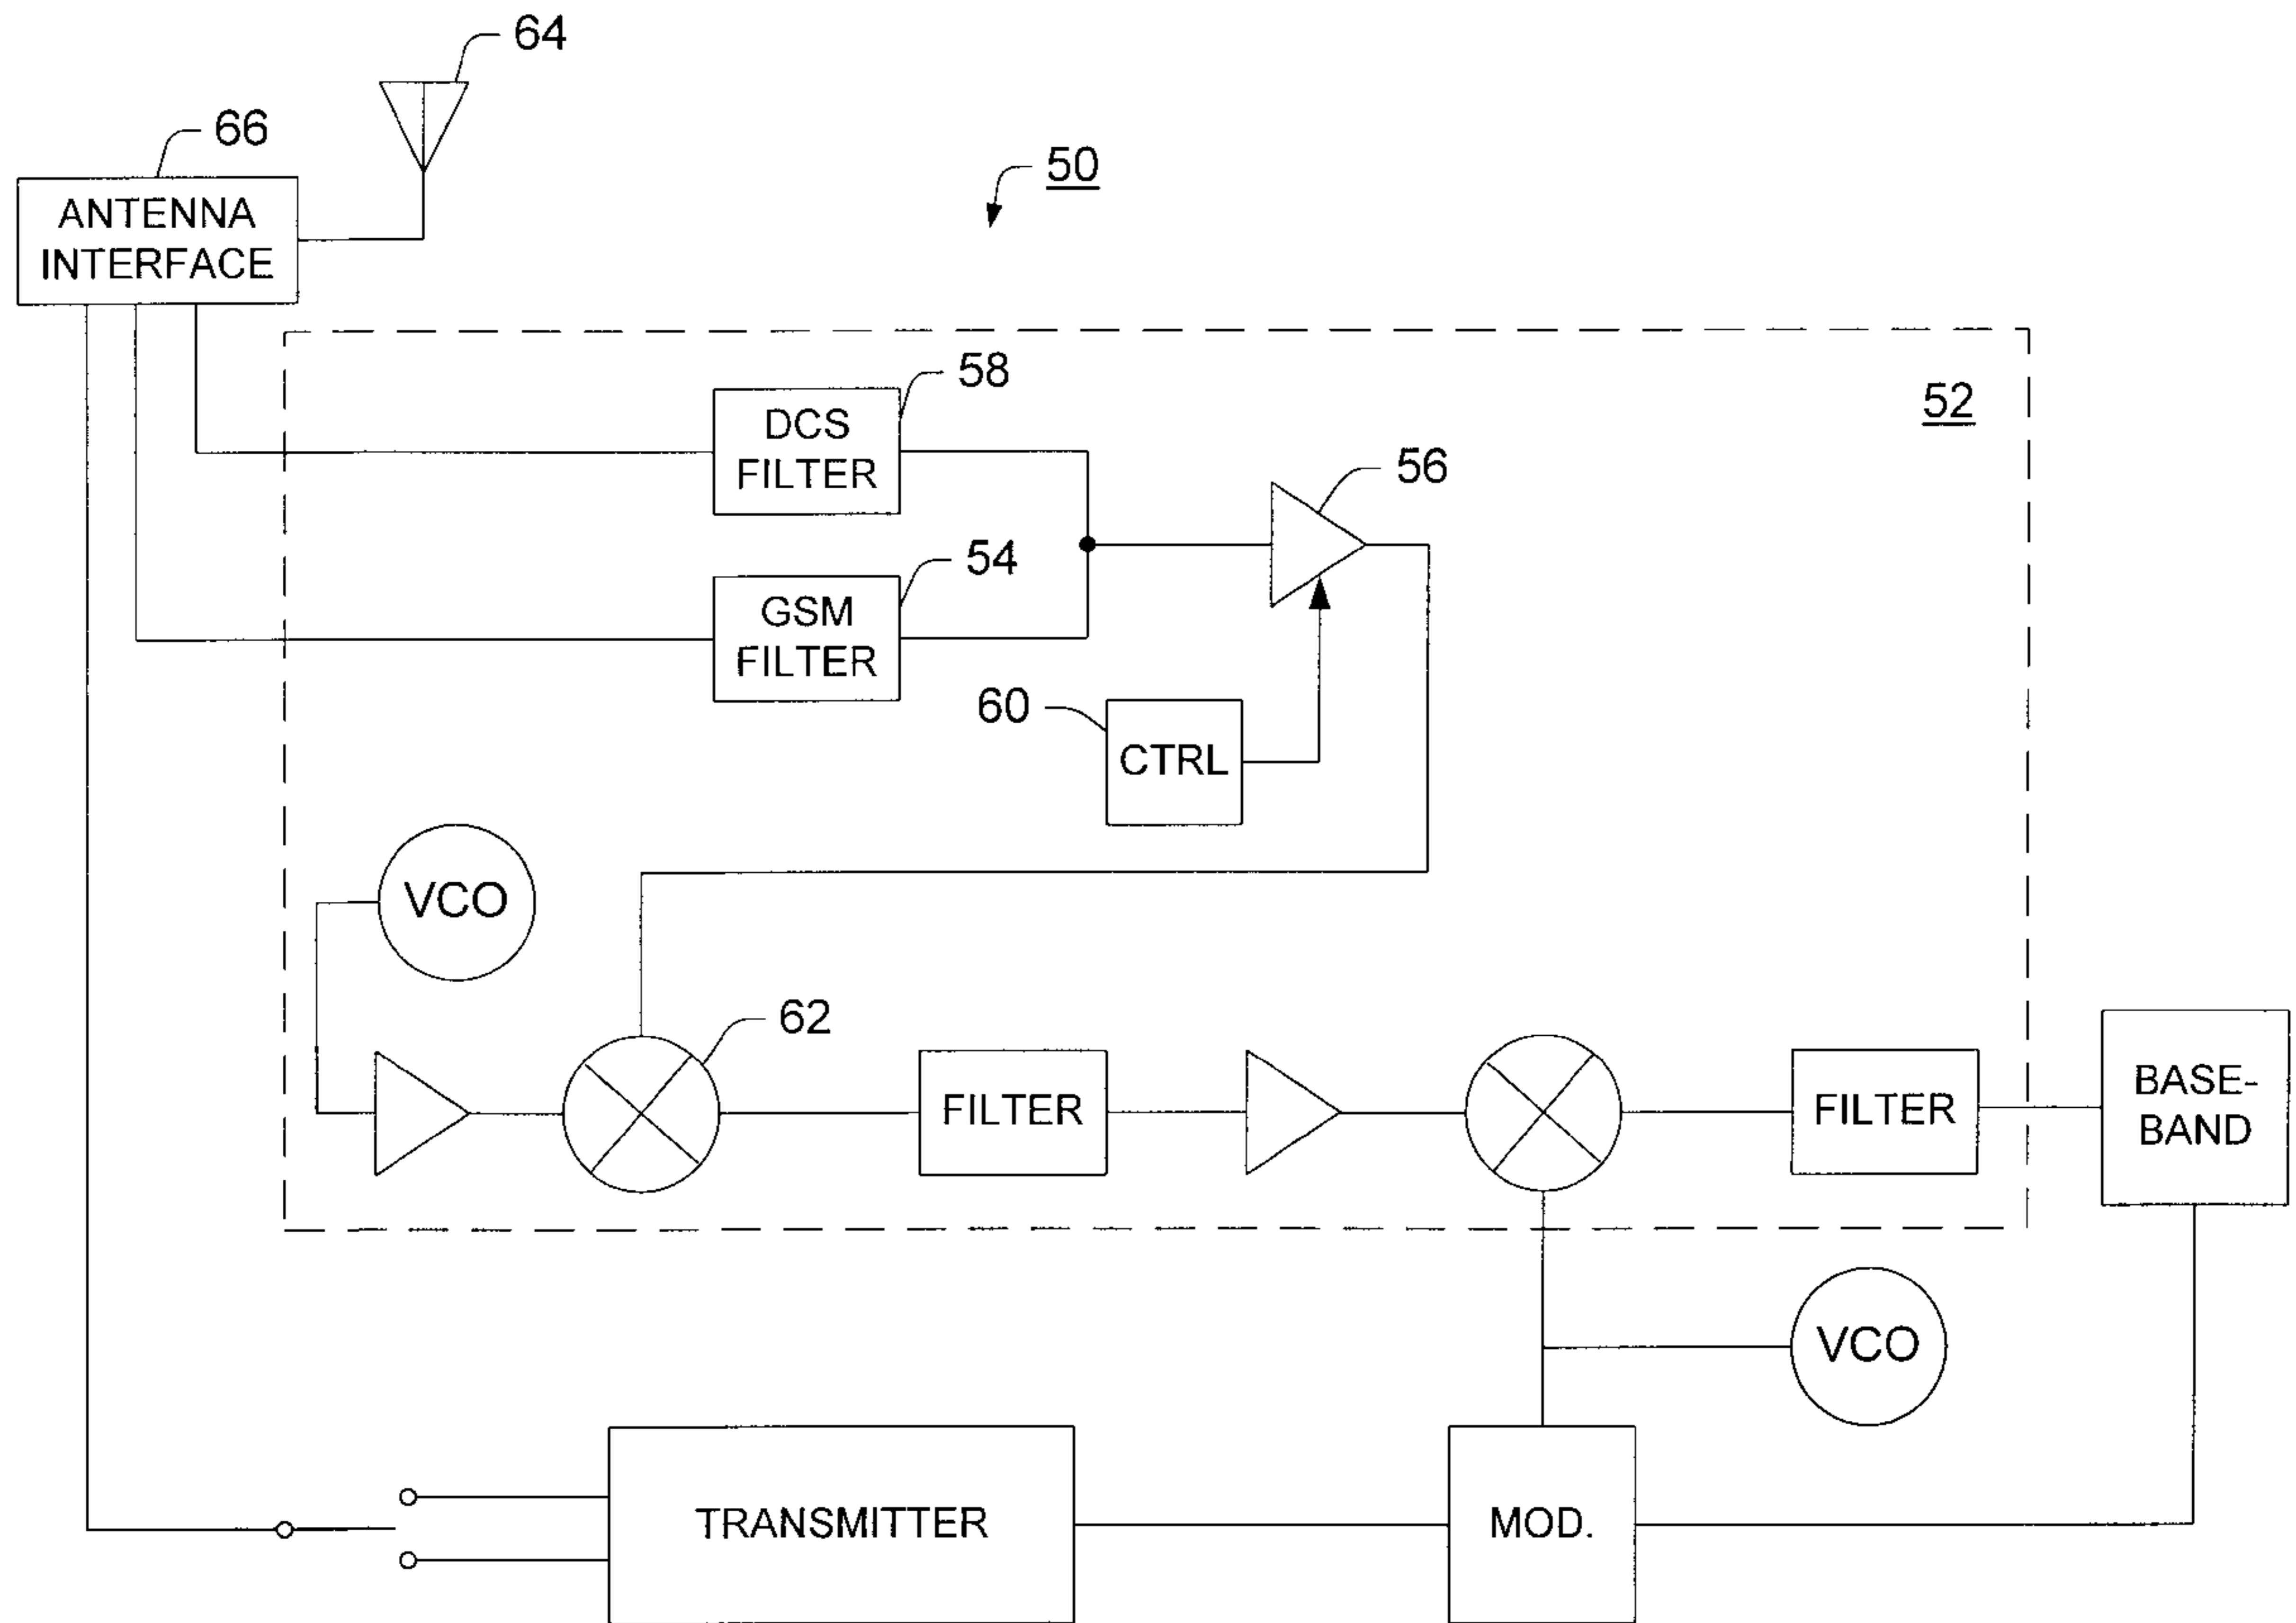 64
66
50
ANTENNA
INTERFACE
58
52
DCS
FILTER
56
54
GSM
FILTER
60
CTRL
VCO
62
FILTER
FILTER
BASE-
BAND
VCO
TRANSMITTER
MOD.